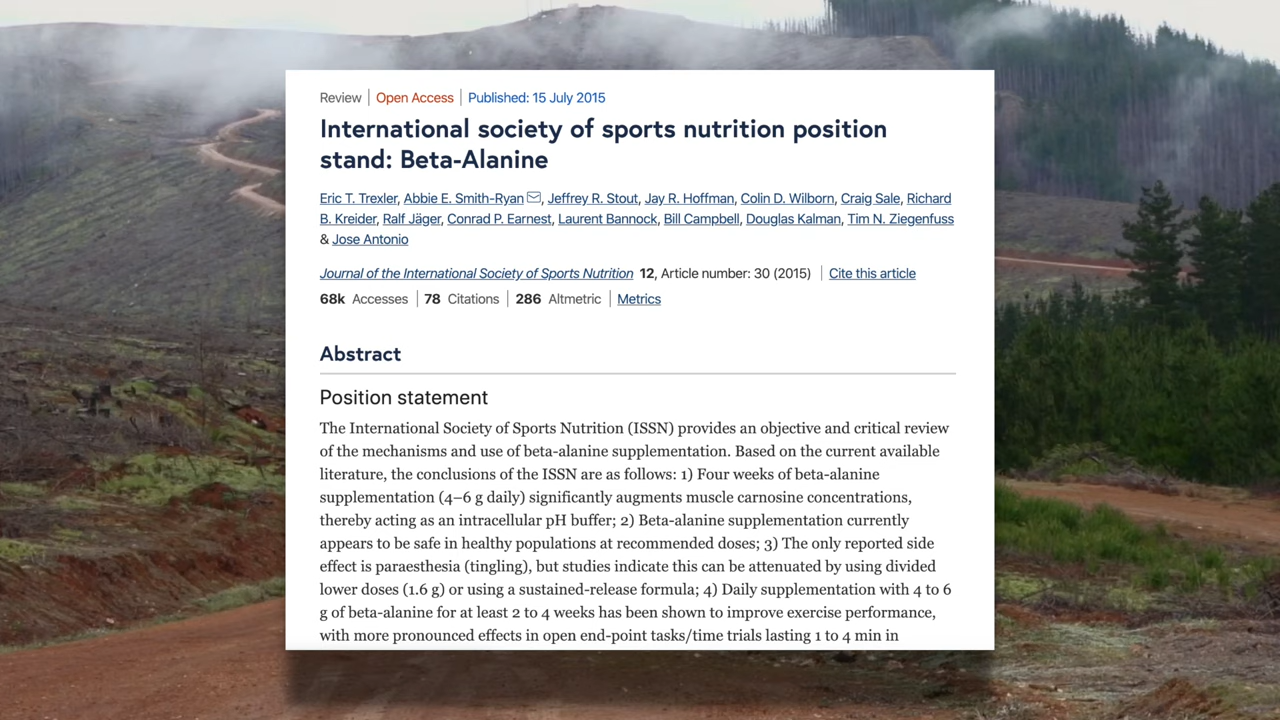 Review | Open Access | Published: 15 July 2015
International society of sports nutrition position
stand: Beta-Alanine
Eric T. Trexler, Abbie E. Smith-Ryan, Jeffrey R. Stout, Jay R. Hoffman, Colin D. Wilborn, Craig Sale, Richard
B. Kreider, Ralf Jäger, Conrad P. Earnest, Laurent Bannock, Bill Campbell, Douglas Kalman, Tim N. Ziegenfuss
& Jose Antonio
Journal of the International Society of Sports Nutrition 12, Article number: 30 (2015) | Cite this article
68k Accesses | 78 Citations | 286 Altmetric | Metrics
Abstract
Position statement
The International Society of Sports Nutrition (ISSN) provides an objective and critical review
of the mechanisms and use of beta-alanine supplementation. Based on the current available
literature, the conclusions of the ISSN are as follows: 1) Four weeks of beta-alanine
supplementation (4–6 g daily) significantly augments muscle carnosine concentrations,
thereby acting as an intracellular pH buffer; 2) Beta-alanine supplementation currently
appears to be safe in healthy populations at recommended doses; 3) The only reported side
effect is paraesthesia (tingling), but studies indicate this can be attenuated by using divided
lower doses (1.6 g) or using a sustained-release formula; 4) Daily supplementation with 4 to 6
g of beta-alanine for at least 2 to 4 weeks has been shown to improve exercise performance,
with more pronounced effects in open end-point tasks/time trials lasting 1 to 4 min in